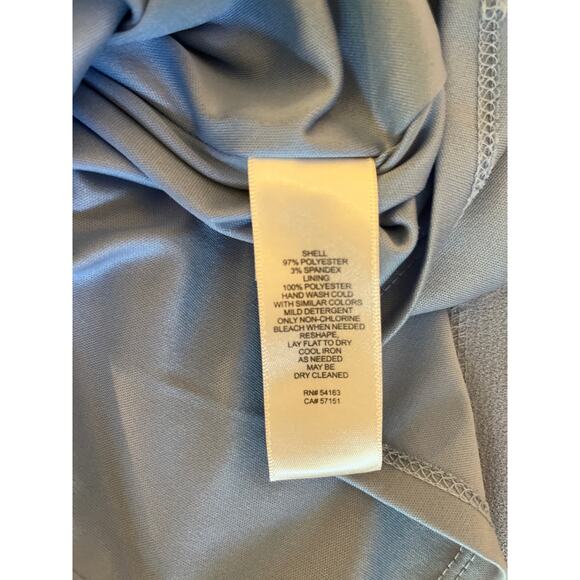 SHELL
97% POLYESTER
3% SPANDEX
LINING
100% POLYESTER
HAND WASH COLD
WITH SIMILAR COLORS
MILD DETERGENT
ONLY NON-CHLORINE
BLEACH WHEN NEEDED
RESHAPE,
LAY FLAT TO DRY
COOL IRON
AS NEEDED
MAY BE
DRY CLEANED
RN# 54163
CA# 57151